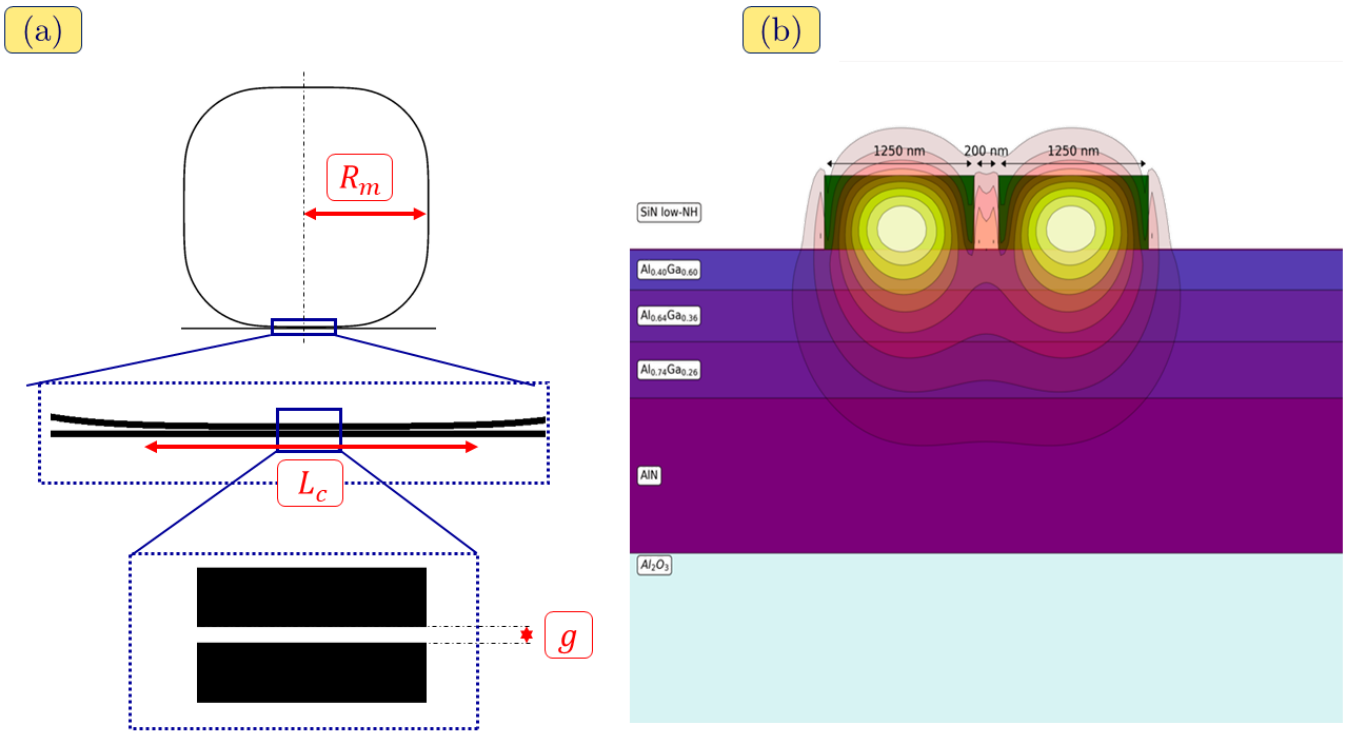 (a)
(b)
R_m
L_c
g
1250 nm 200 nm 1250 nm
SiN low-NH
Al₀.₄₀Ga₀.₆₀
Al₀.₆₄Ga₀.₃₆
Al₀.₇₄Ga₀.₂₆
AlN
Al₂O₃